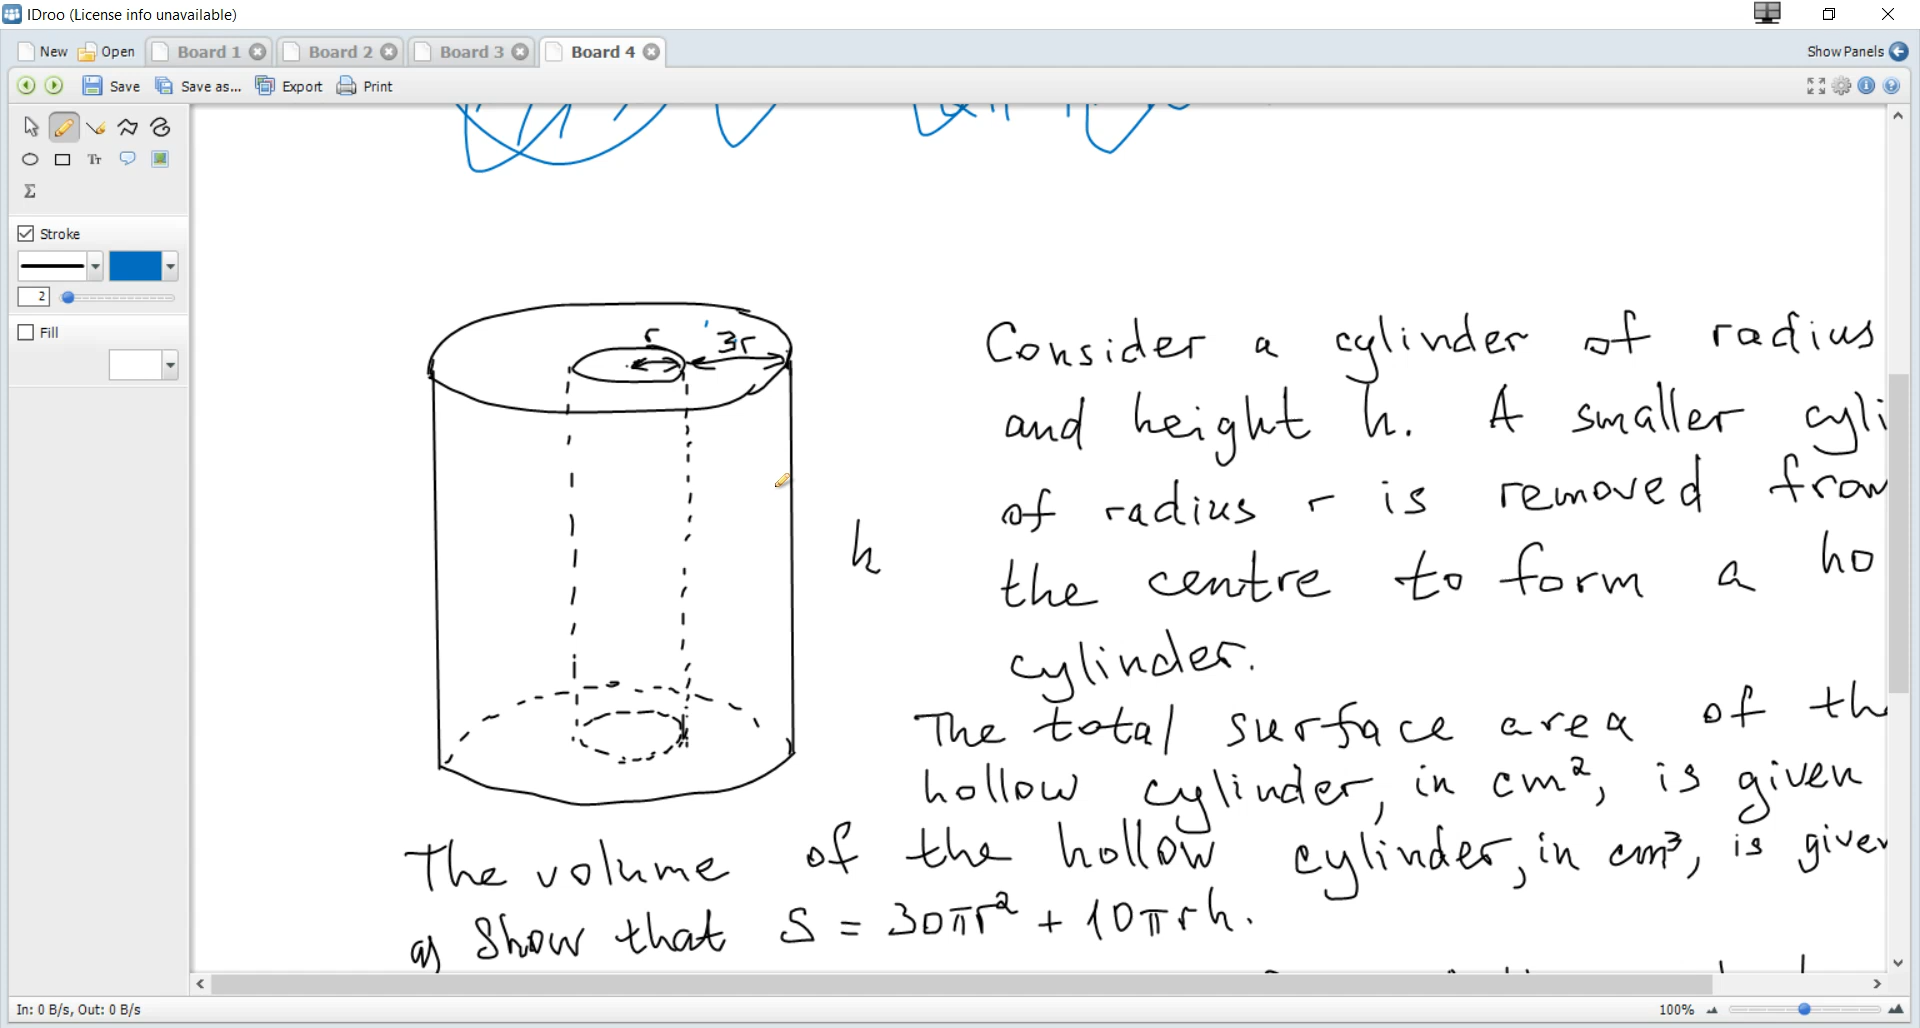 IDroo (License info unavailable)
New Open Board 1 Board 2 Board 3 Board 4 Show Panels
Save Save as... Export Print
Tt
Σ
Stroke
2
Fill
r 3r
h
Consider a cylinder of radius
and height h. A smaller cyli
of radius r is removed from
the centre to form a ho
cylinder.
The total surface area of th
hollow cylinder, in cm², is given
The volume of the hollow cylinder, in cm³, is given
a) Show that S = 30πr² + 10πrh.
In: 0 B/s, Out: 0 B/s 100%